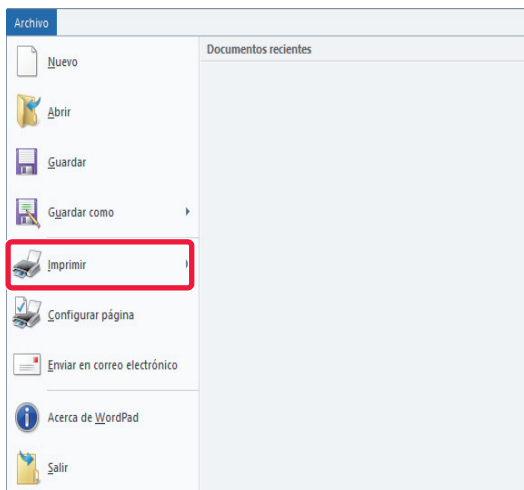 Archivo
Documentos recientes
Nuevo
Abrir
Guardar
Guardar como
Imprimir
Configurar página
Enviar en correo electrónico
Acerca de WordPad
Salir